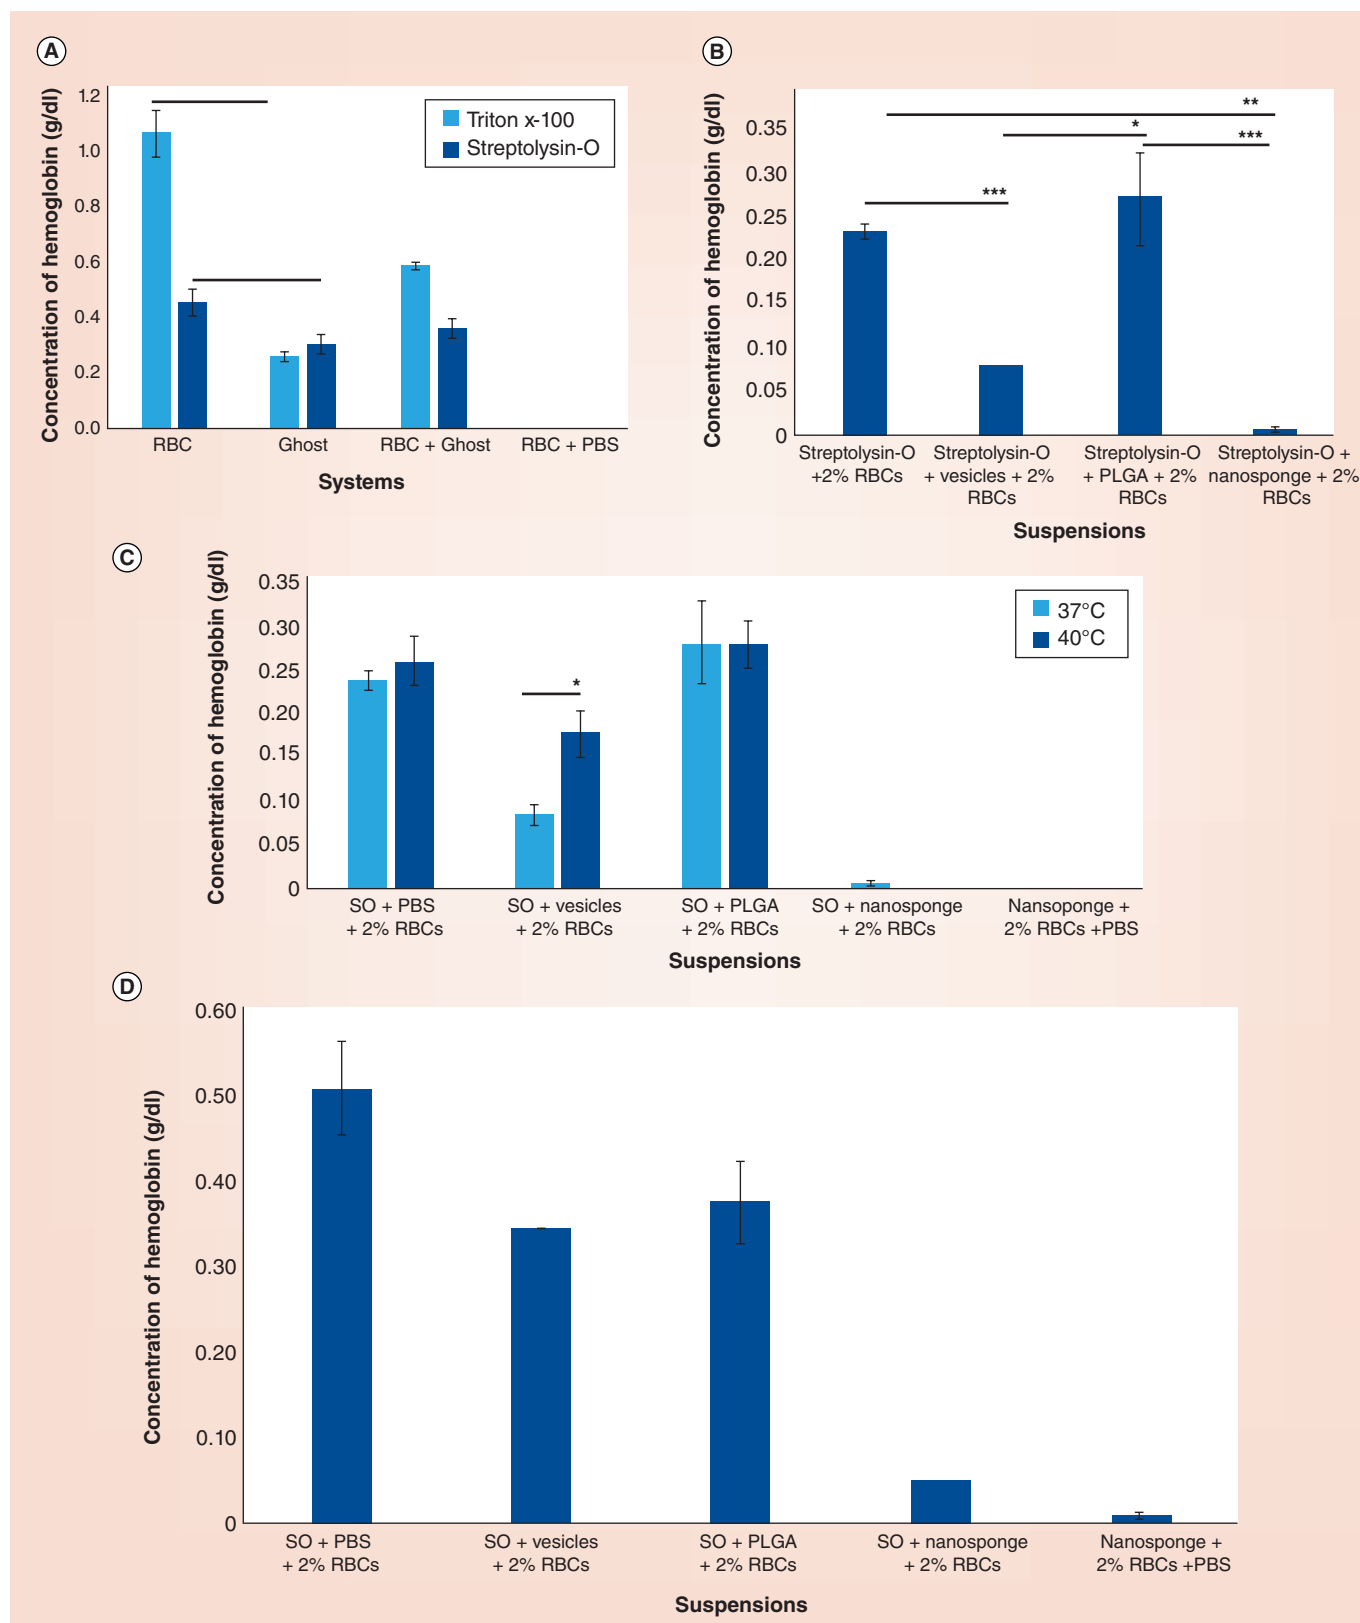 A
Concentration of hemoglobin (g/dl)
1.2
1.0
0.8
0.6
0.4
0.2
0.0
Triton x-100
Streptolysin-O
RBC
Ghost
RBC + Ghost
RBC + PBS
Systems
B
Concentration of hemoglobin (g/dl)
0.35
0.30
0.25
0.20
0.15
0.10
0.05
0
**
*
***
***
Streptolysin-O
+2% RBCs
Streptolysin-O
+ vesicles + 2%
RBCs
Streptolysin-O
+ PLGA + 2%
RBCs
Streptolysin-O +
nanosponge + 2%
RBCs
Suspensions
C
Concentration of hemoglobin (g/dl)
0.35
0.30
0.25
0.20
0.15
0.10
0.05
0
37°C
40°C
*
SO + PBS
+ 2% RBCs
SO + vesicles
+ 2% RBCs
SO + PLGA
+ 2% RBCs
SO + nanosponge
+ 2% RBCs
Nansoponge +
2% RBCs +PBS
Suspensions
D
Concentration of hemoglobin (g/dl)
0.60
0.50
0.40
0.30
0.20
0.10
0
SO + PBS
+ 2% RBCs
SO + vesicles
+ 2% RBCs
SO + PLGA
+ 2% RBCs
SO + nanosponge
+ 2% RBCs
Nanosponge +
2% RBCs +PBS
Suspensions